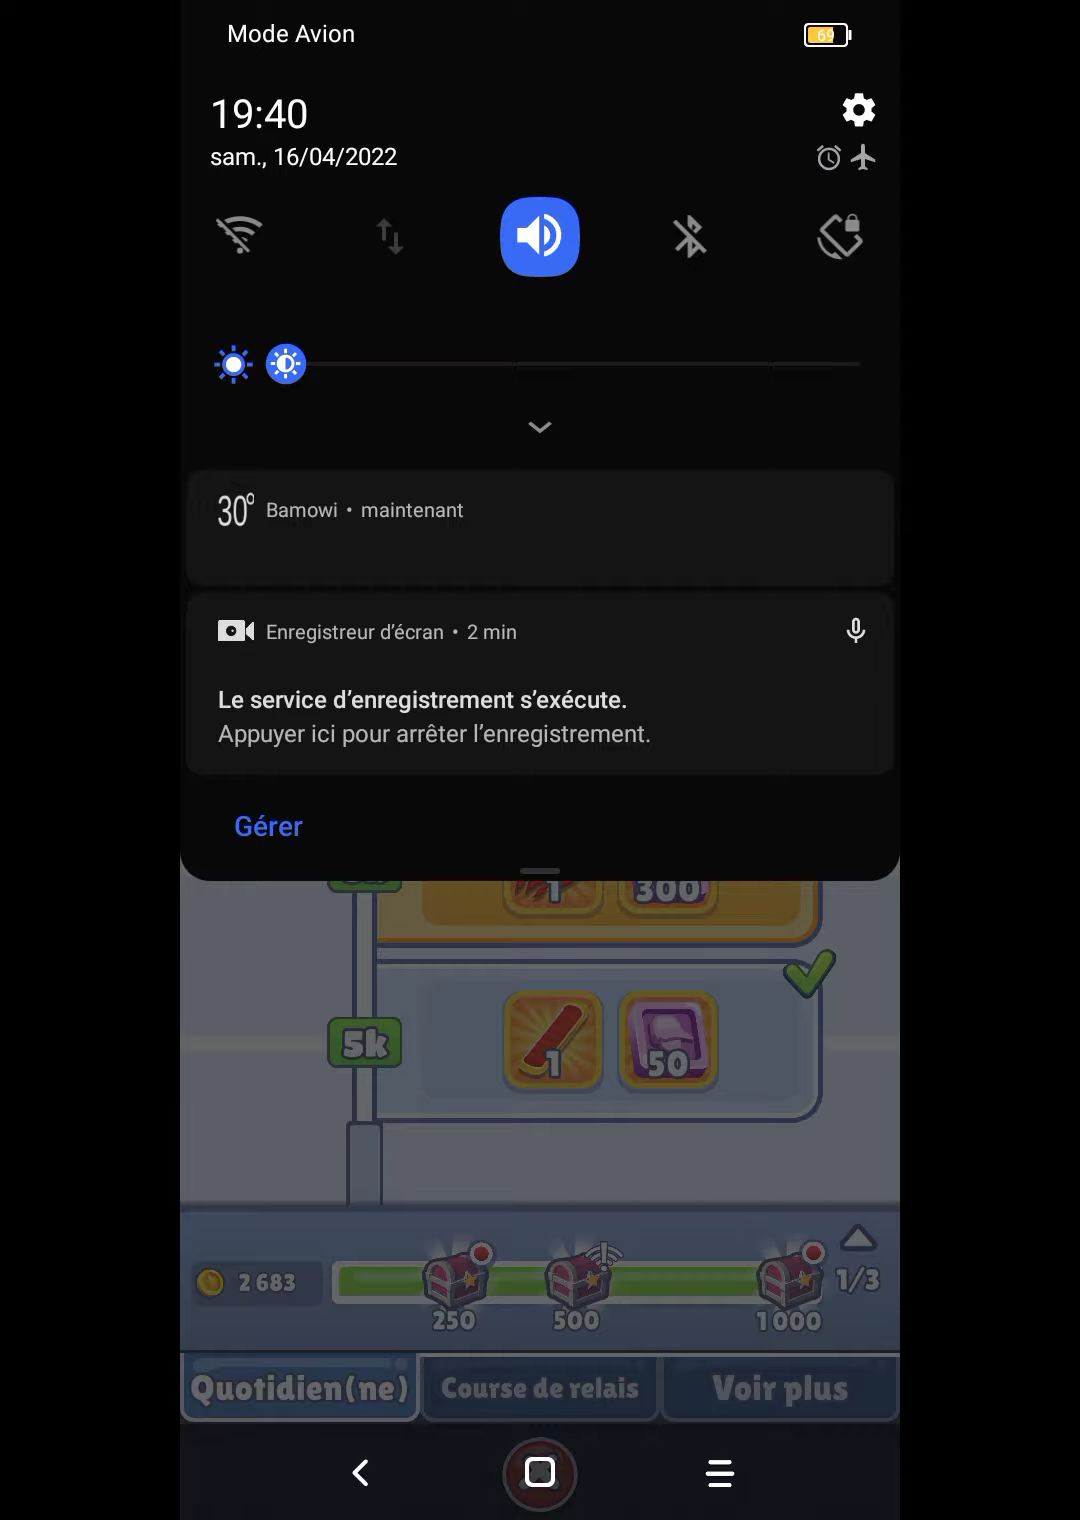 Mode Avion
69
19:40
sam., 16/04/2022
30° Bamowi • maintenant
Enregistreur d’écran • 2 min
Le service d’enregistrement s’exécute.
Appuyer ici pour arrêter l’enregistrement.
Gérer
1 300
5k
1 50
2 683
1/3
250 500 1 000
Quotidien(ne) Course de relais Voir plus